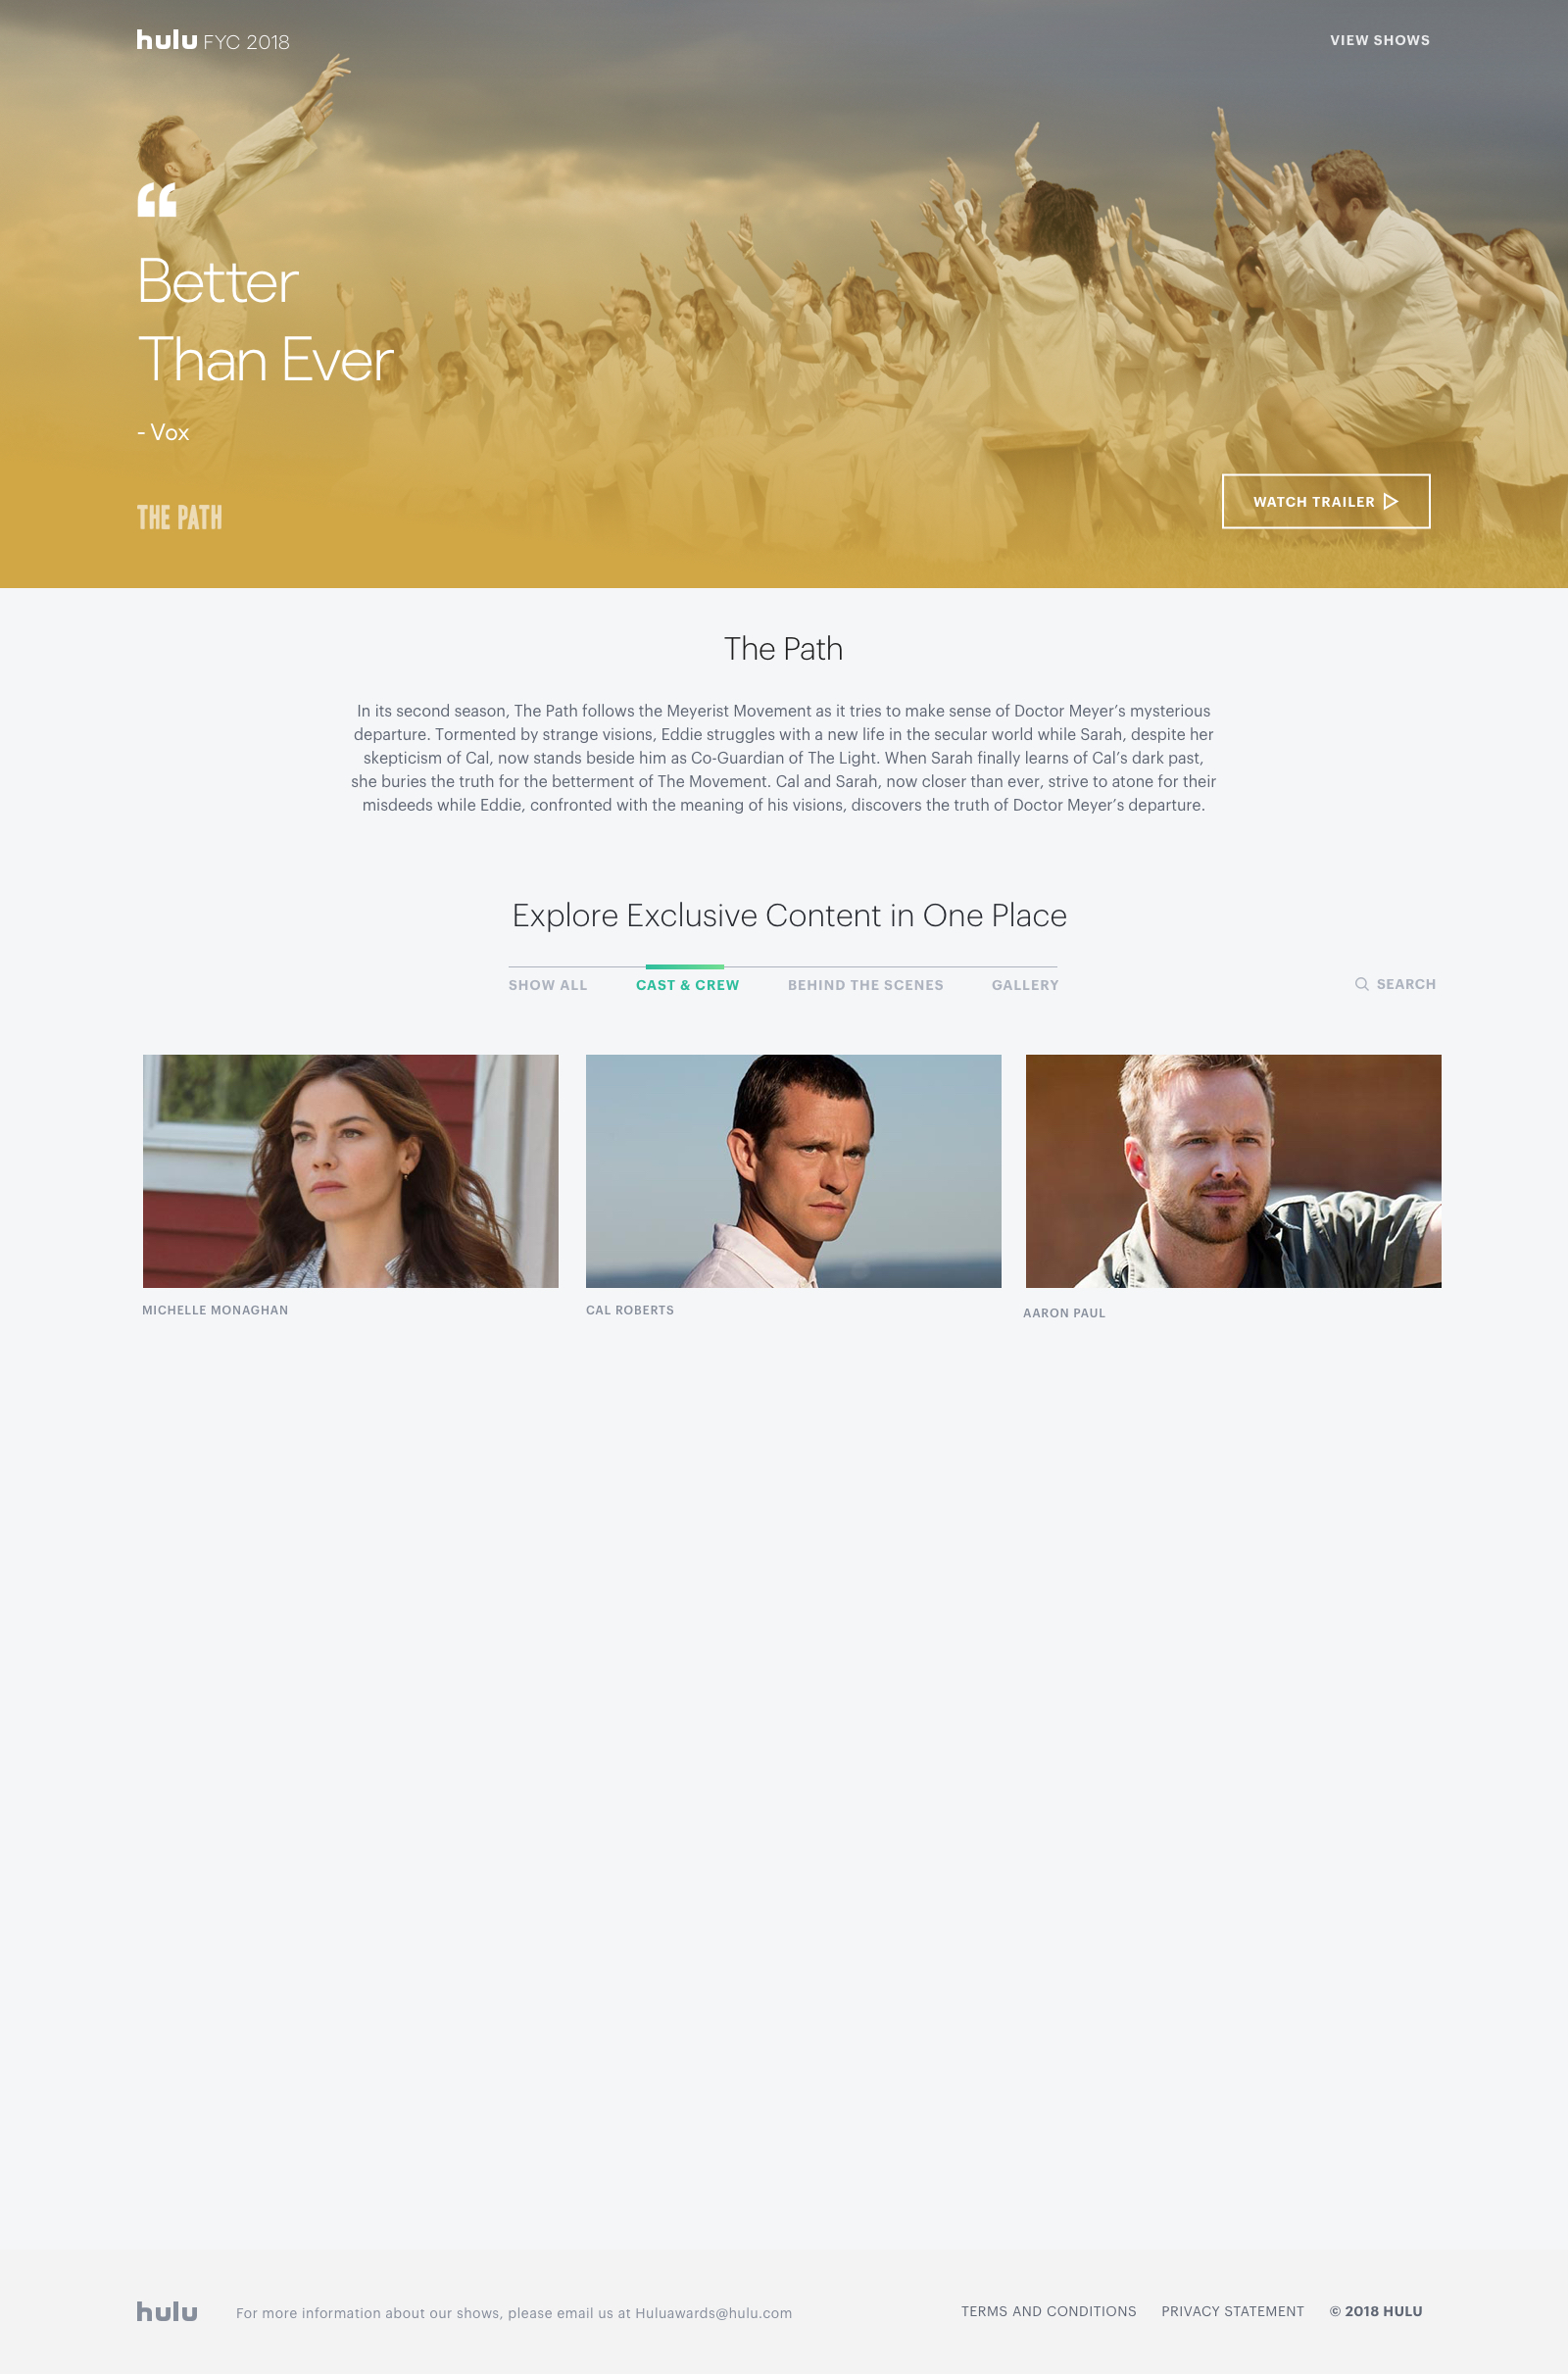 hulu FYC 2018
VIEW SHOWS
“
Better
Than Ever
- Vox
THE PATH
WATCH TRAILER
The Path
In its second season, The Path follows the Meyerist Movement as it tries to make sense of Doctor Meyer’s mysterious
departure. Tormented by strange visions, Eddie struggles with a new life in the secular world while Sarah, despite her
skepticism of Cal, now stands beside him as Co-Guardian of The Light. When Sarah finally learns of Cal’s dark past,
she buries the truth for the betterment of The Movement. Cal and Sarah, now closer than ever, strive to atone for their
misdeeds while Eddie, confronted with the meaning of his visions, discovers the truth of Doctor Meyer’s departure.
Explore Exclusive Content in One Place
SHOW ALL CAST & CREW BEHIND THE SCENES GALLERY SEARCH
MICHELLE MONAGHAN CAL ROBERTS AARON PAUL
hulu For more information about our shows, please email us at Huluawards@hulu.com TERMS AND CONDITIONS PRIVACY STATEMENT © 2018 HULU